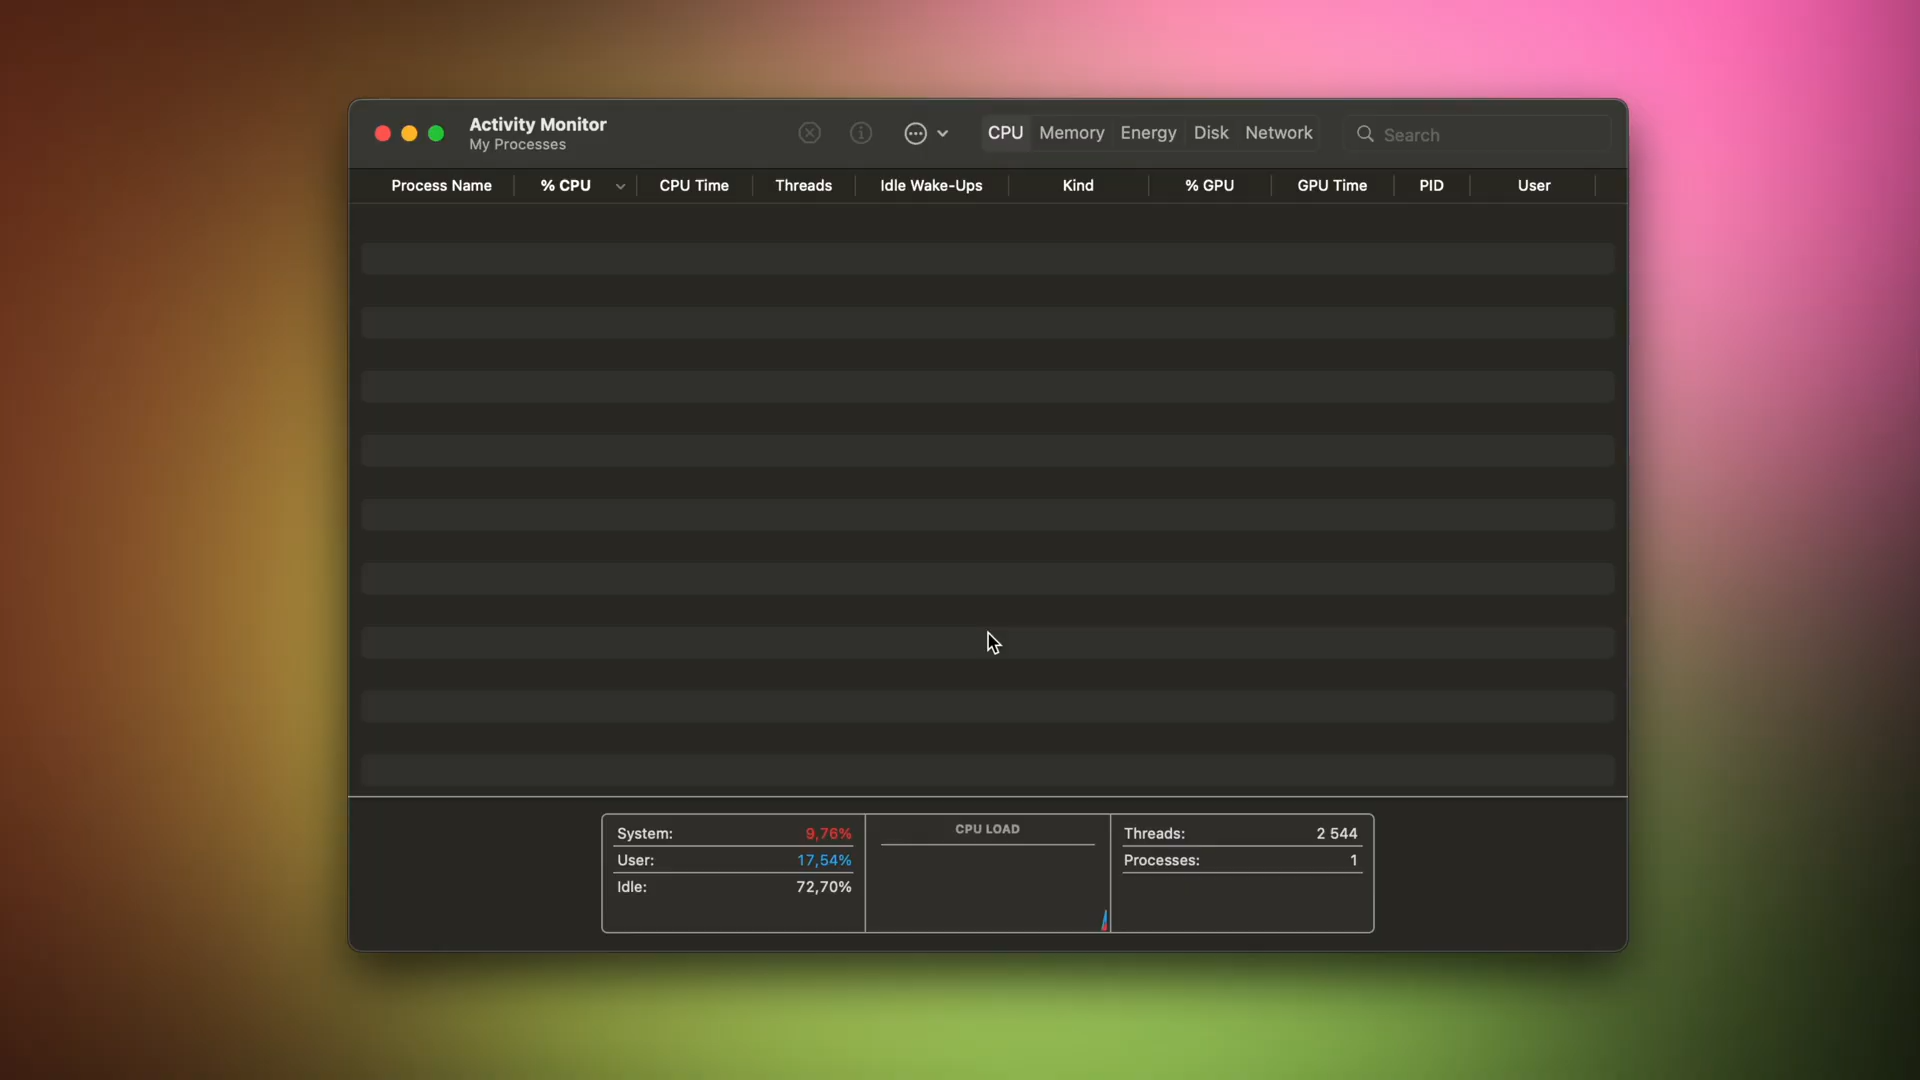 Activity Monitor
My Processes
CPU Memory Energy Disk Network
Search
Process Name % CPU CPU Time Threads Idle Wake-Ups Kind % GPU GPU Time PID User
System: 9,76%
User: 17,54%
Idle: 72,70%
CPU LOAD
Threads: 2 544
Processes: 1